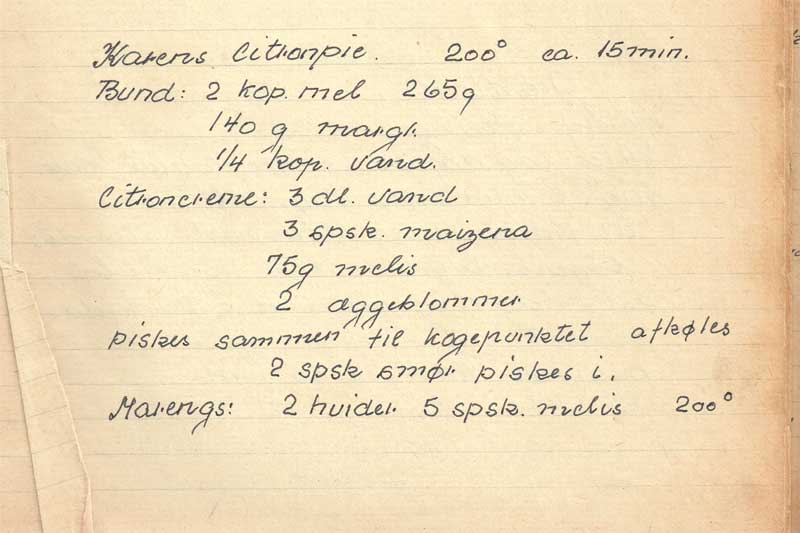 Karens Citronpie. 200° ca. 15 min.
Bund: 2 kop. mel 265g
140 g margr.
1/4 kop. vand.
Citroncreme: 3 dl. vand
3 spsk. maizena
75g melis
2 æggeblommer
piskes sammen til kogepunktet afkøles
2 spsk smør piskes i.
Marengs: 2 hvider 5 spsk. melis 200°